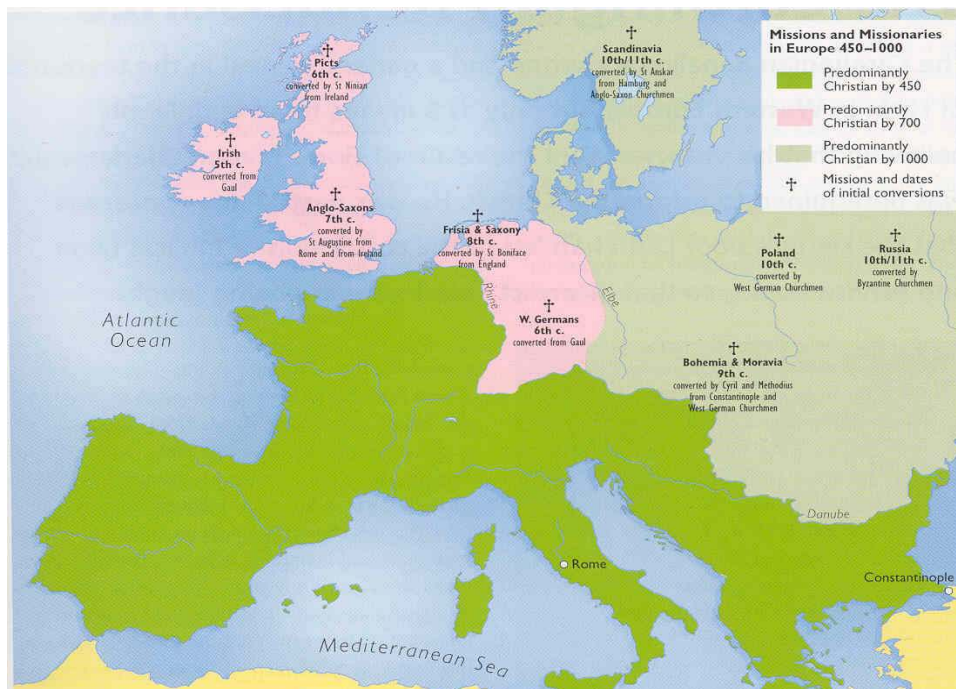 Missions and Missionaries
in Europe 450–1000
Predominantly
Christian by 450
Predominantly
Christian by 700
Predominantly
Christian by 1000
Missions and dates
of initial conversions
Picts
6th c.
converted by St Ninian
from Ireland
Scandinavia
10th/11th c.
converted by St Anskar
from Hamburg and
Anglo-Saxon Churchmen
Irish
5th c.
converted from
Gaul
Anglo-Saxons
7th c.
converted by
St Augustine from
Rome and from Ireland
Frisia & Saxony
8th c.
converted by St Boniface
from England
Poland
10th c.
converted by
West German Churchmen
Russia
10th/11th c.
converted by
Byzantine Churchmen
Rhine
Elbe
W. Germans
6th c.
converted from Gaul
Atlantic
Ocean
Bohemia & Moravia
9th c.
converted by Cyril and Methodius
from Constantinople and
West German Churchmen
Danube
Rome
Constantinople
Mediterranean Sea